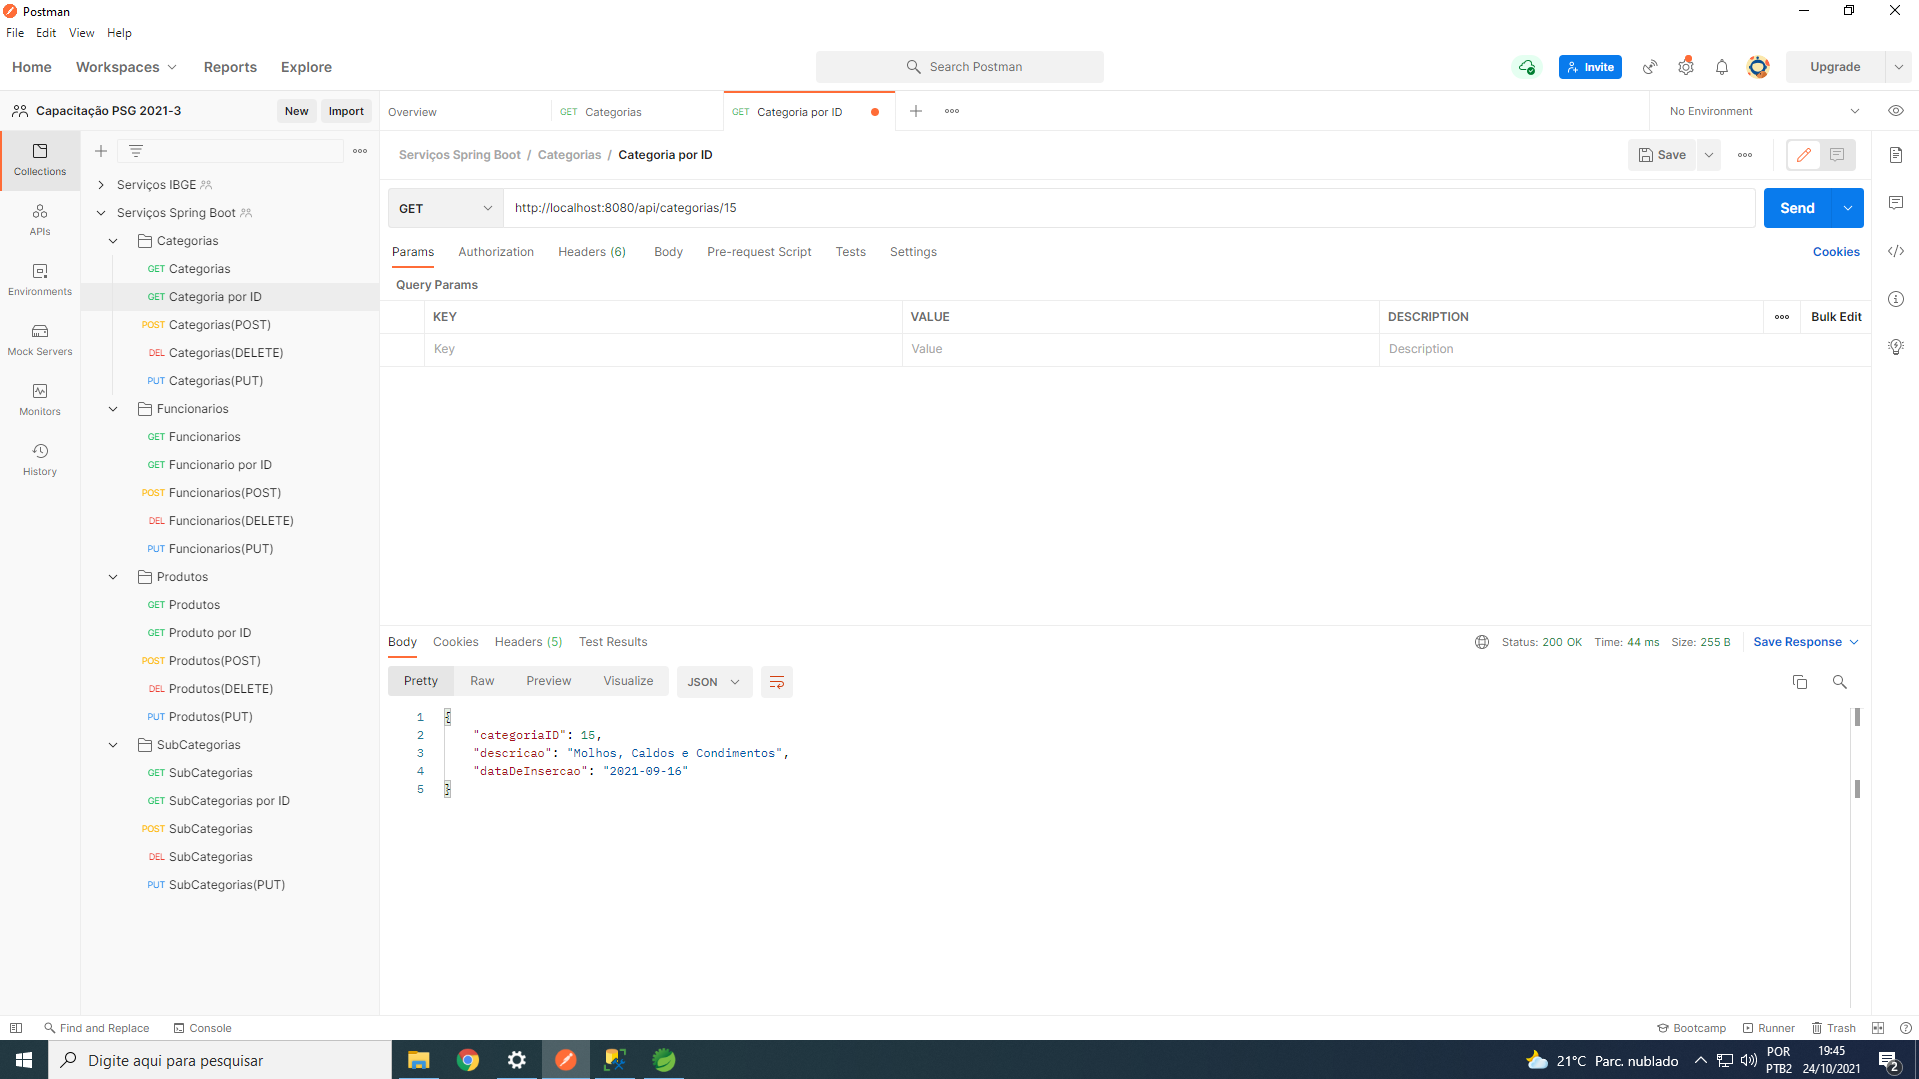 Postman
File Edit View Help
Home Workspaces Reports Explore
Search Postman
Invite
Upgrade
Capacitação PSG 2021-3
New Import
Overview
GET Categorias
GET Categoria por ID
No Environment
Collections
APIs
Environments
Mock Servers
Monitors
History
Serviços IBGE
Serviços Spring Boot
Categorias
GET Categorias
GET Categoria por ID
POST Categorias(POST)
DEL Categorias(DELETE)
PUT Categorias(PUT)
Funcionarios
GET Funcionarios
GET Funcionario por ID
POST Funcionarios(POST)
DEL Funcionarios(DELETE)
PUT Funcionarios(PUT)
Produtos
GET Produtos
GET Produto por ID
POST Produtos(POST)
DEL Produtos(DELETE)
PUT Produtos(PUT)
SubCategorias
GET SubCategorias
GET SubCategorias por ID
POST SubCategorias
DEL SubCategorias
PUT SubCategorias(PUT)
Serviços Spring Boot / Categorias / Categoria por ID
Save
GET http://localhost:8080/api/categorias/15
Send
Params Authorization Headers (6) Body Pre-request Script Tests Settings
Cookies
Query Params
KEY VALUE DESCRIPTION
Bulk Edit
Key Value Description
Body Cookies Headers (5) Test Results
Status: 200 OK Time: 44 ms Size: 255 B
Save Response
Pretty Raw Preview Visualize JSON
1 {
2 "categoriaID": 15,
3 "descricao": "Molhos, Caldos e Condimentos",
4 "dataDeInsercao": "2021-09-16"
5 }
Find and Replace Console
Bootcamp Runner Trash
Digite aqui para pesquisar
21°C Parc. nublado
POR
PTB2
19:45
24/10/2021
2